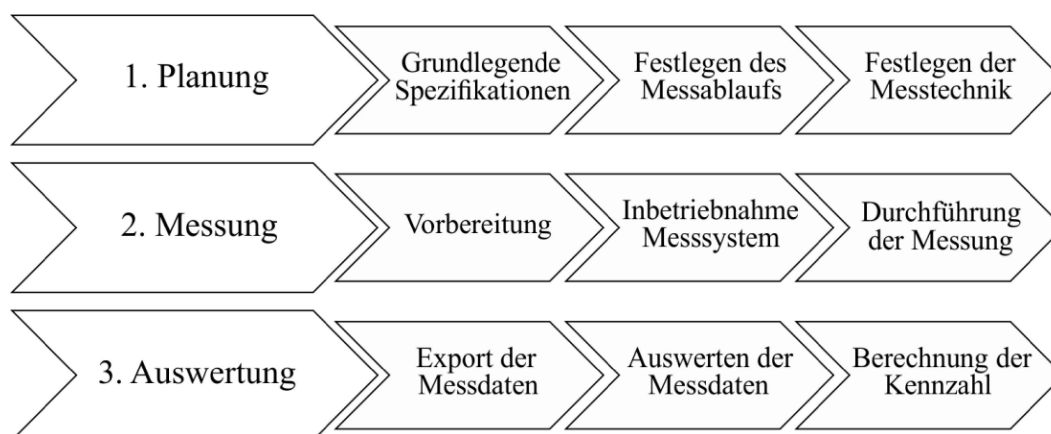 1. Planung
Grundlegende
Spezifikationen
Festlegen des
Messablaufs
Festlegen der
Messtechnik
2. Messung
Vorbereitung
Inbetriebnahme
Messsystem
Durchführung
der Messung
3. Auswertung
Export der
Messdaten
Auswerten der
Messdaten
Berechnung der
Kennzahl